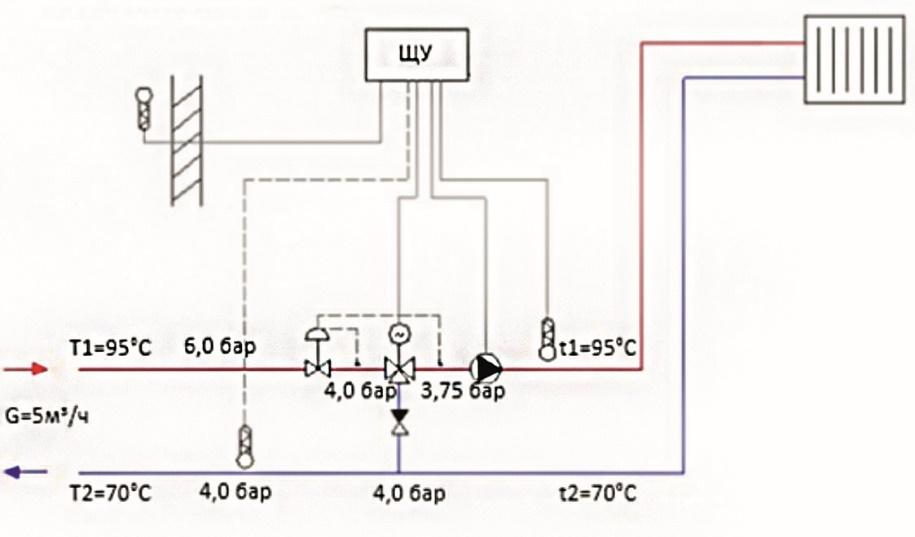 ЩУ
T1=95°C 6,0 бар t1=95°C
4,0 бар 3,75 бар
G=5м³/ч
T2=70°C 4,0 бар 4,0 бар t2=70°C